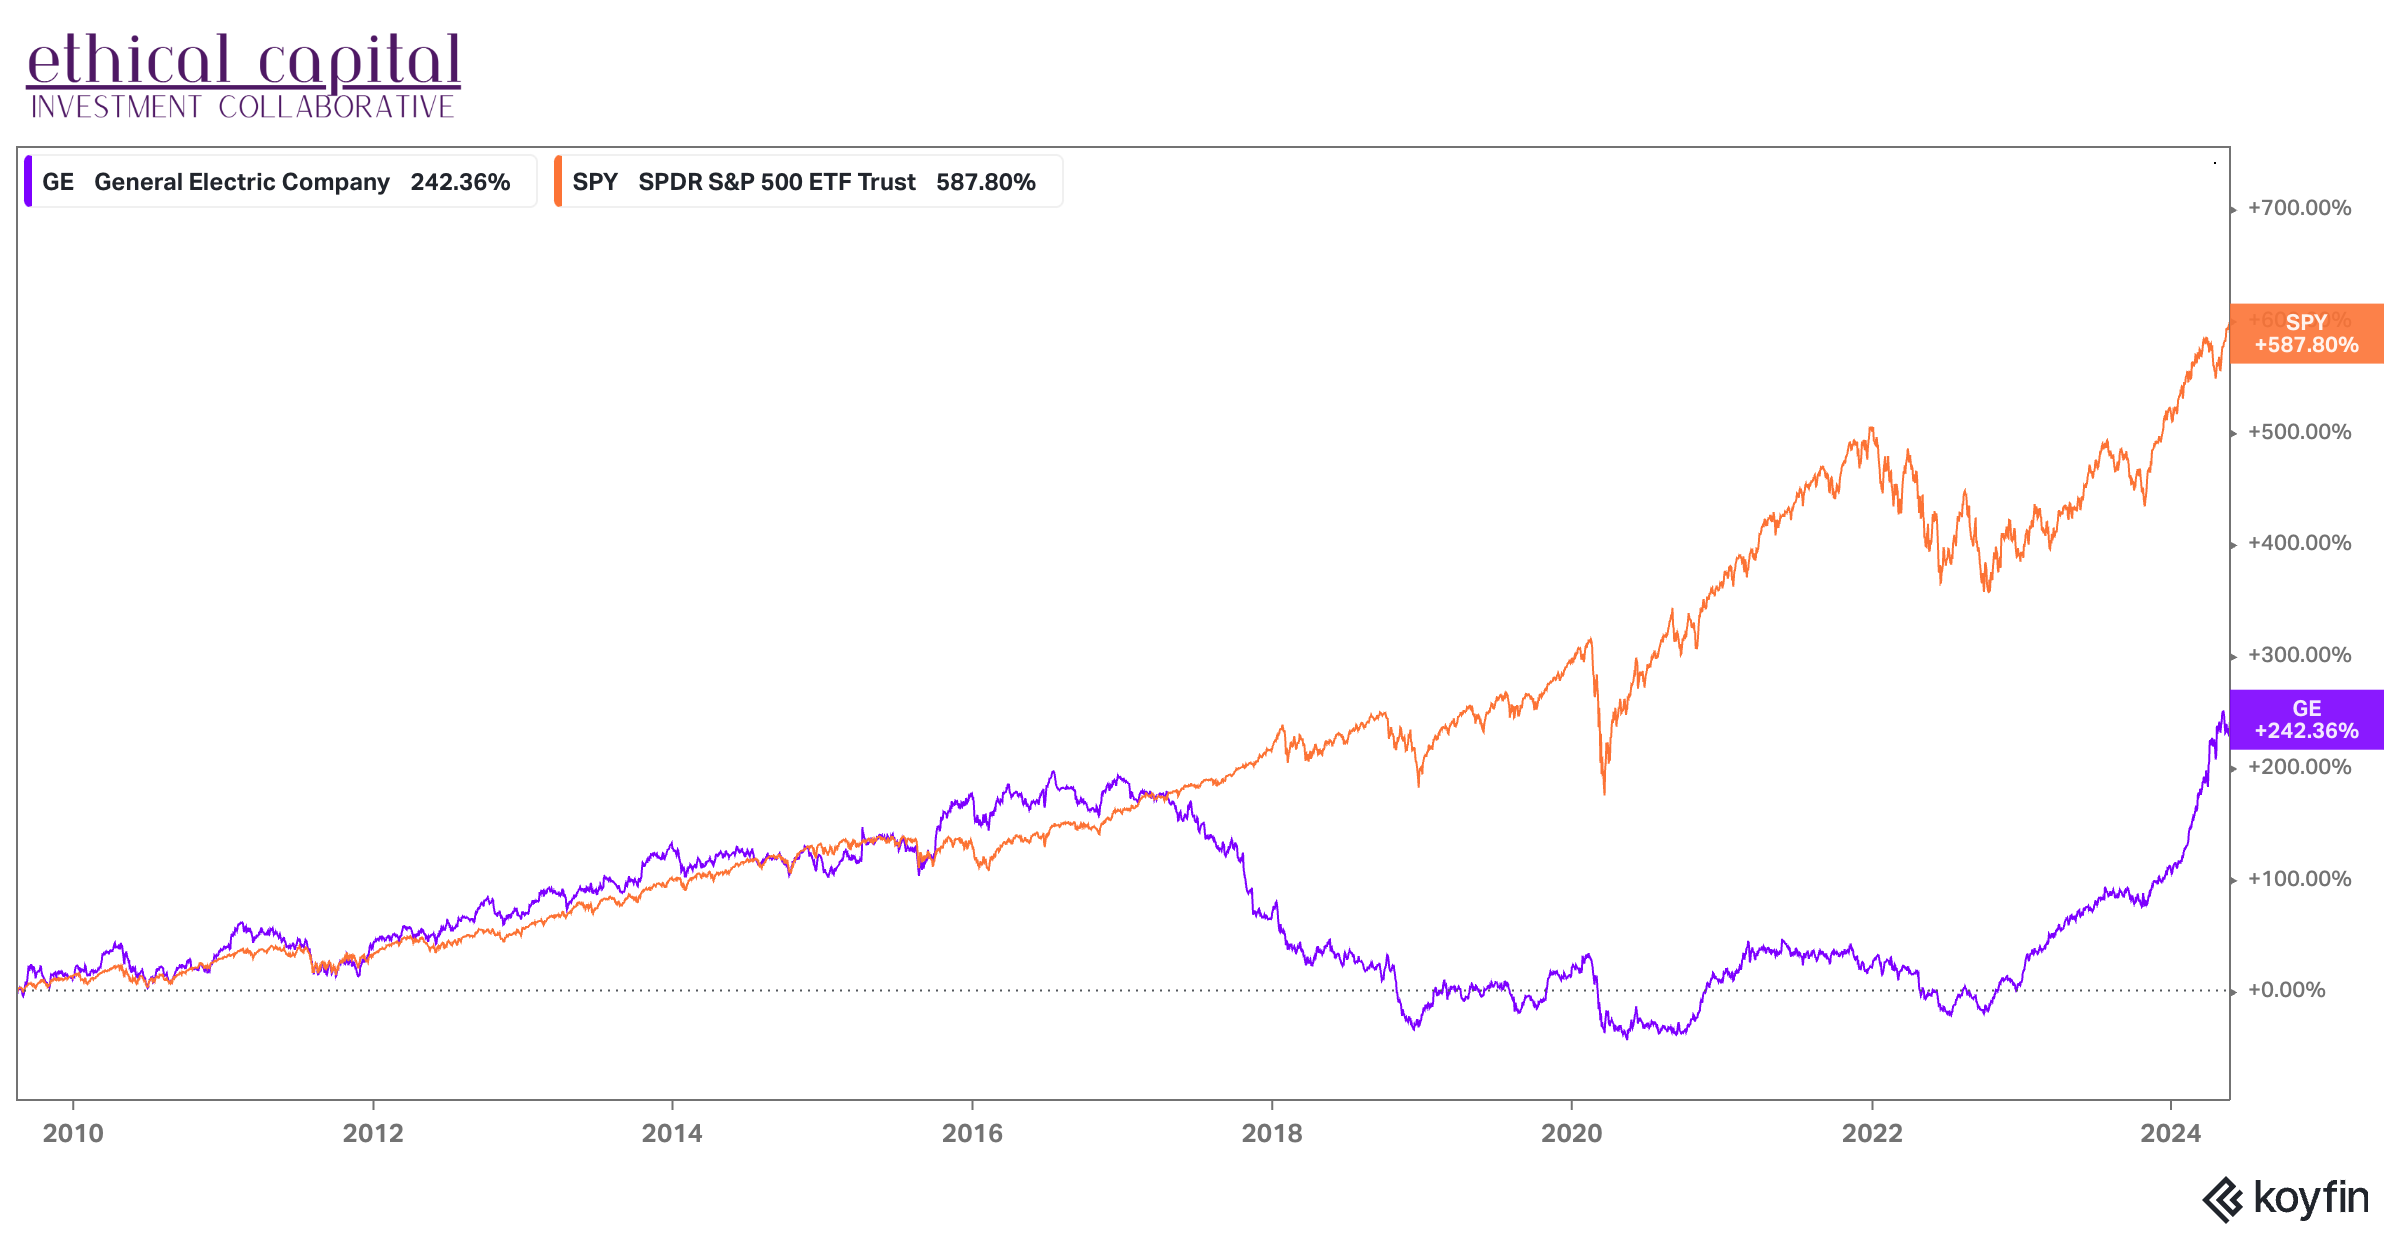 ethical capital
INVESTMENT COLLABORATIVE
GE General Electric Company 242.36%
SPY SPDR S&P 500 ETF Trust 587.80%
+700.00%
SPY
+587.80%
+500.00%
+400.00%
+300.00%
GE
+242.36%
+200.00%
+100.00%
+0.00%
2010 2012 2014 2016 2018 2020 2022 2024
koyfin